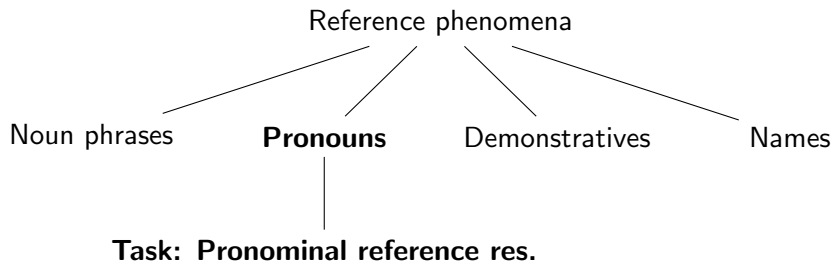 Reference phenomena
Noun phrases Pronouns Demonstratives Names
Task: Pronominal reference res.